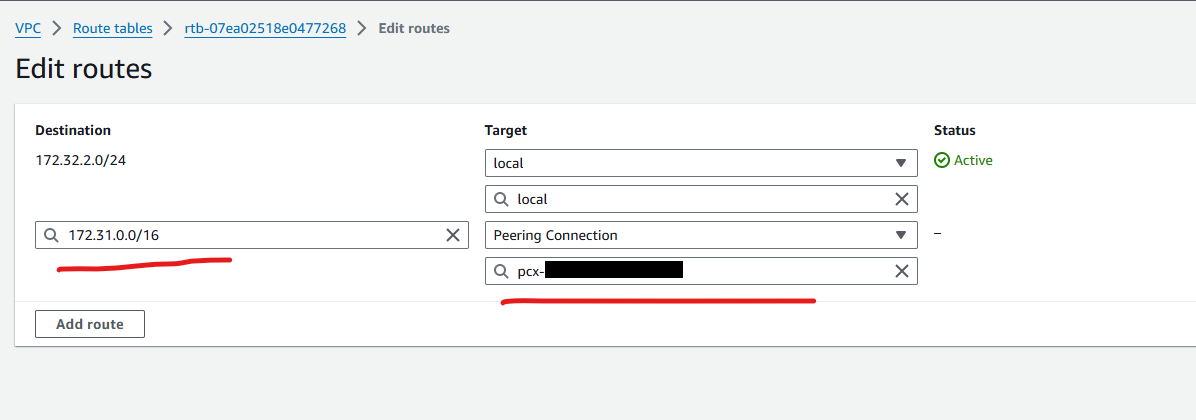 VPC > Route tables > rtb-07ea02518e0477268 > Edit routes
Edit routes
Destination Target Status
172.32.2.0/24 local Active
local
172.31.0.0/16 Peering Connection –
pcx-
Add route